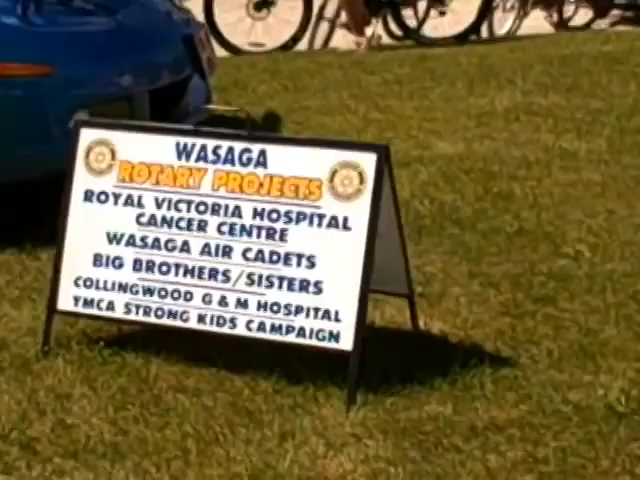 WASAGA
ROTARY PROJECTS
ROYAL VICTORIA HOSPITAL
CANCER CENTRE
WASAGA AIR CADETS
BIG BROTHERS/SISTERS
COLLINGWOOD G & M HOSPITAL
YMCA STRONG KIDS CAMPAIGN